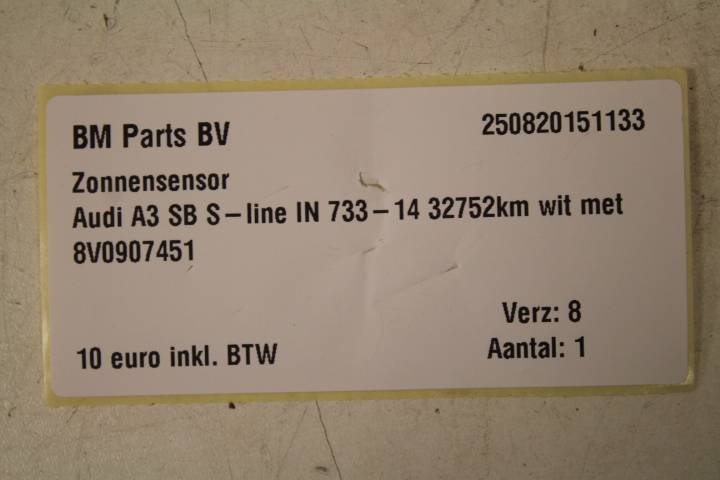 BM Parts BV 250820151133
Zonnensensor
Audi A3 SB S-line IN 733-14 32752km wit met
8V0907451
Verz: 8
10 euro inkl. BTW Aantal: 1